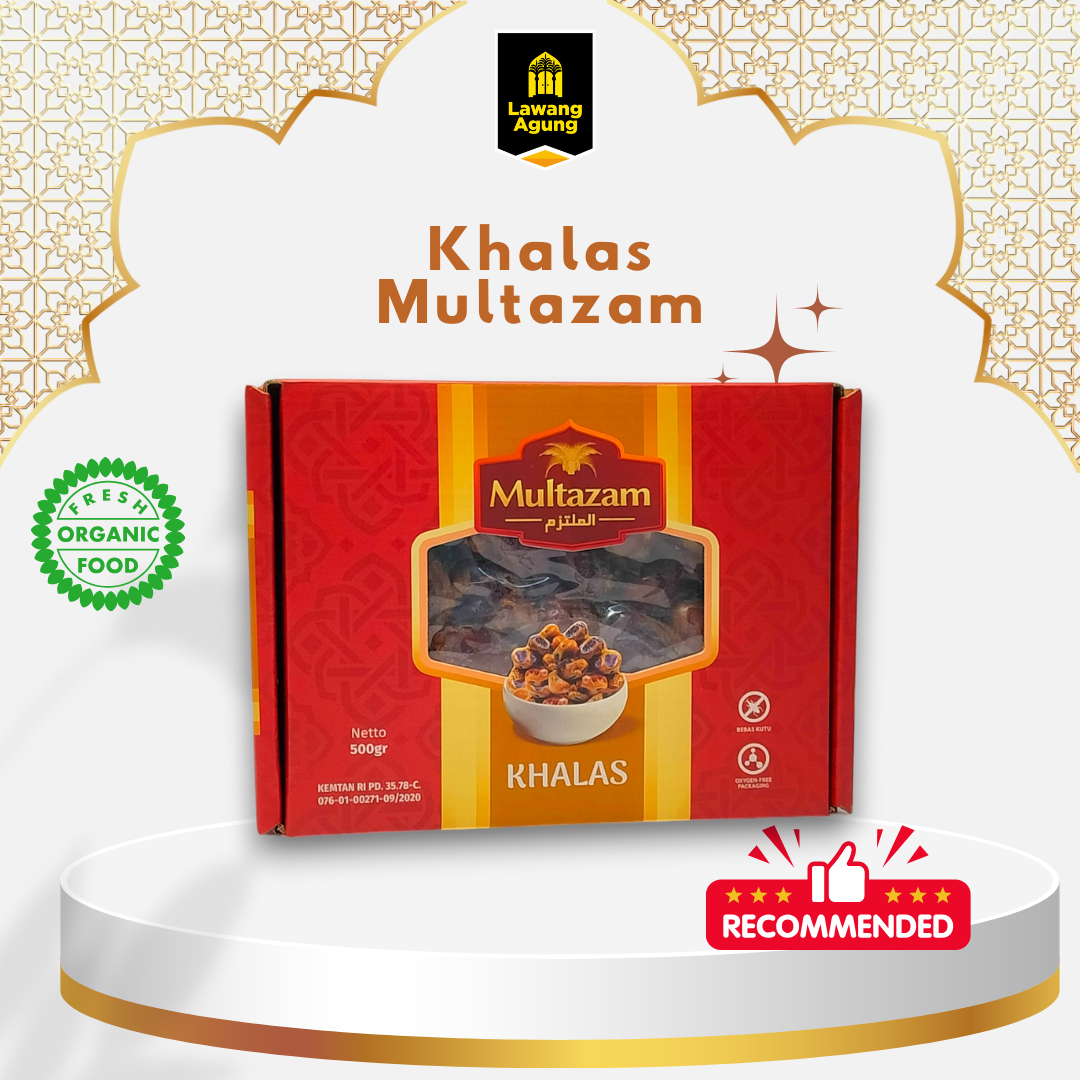 Lawang
Agung
Khalas
Multazam
FRESH
ORGANIC
FOOD
Multazam
الملتزم
Netto
500gr
KEMTAN RI PD. 35.78-C.
076-01-00271-09/2020
KHALAS
BEBAS KUTU
OXYGEN-FREE
PACKAGING
RECOMMENDED